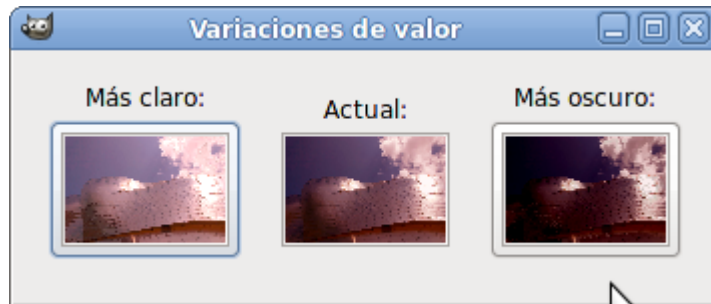 Variaciones de valor
Más claro:
Actual:
Más oscuro: